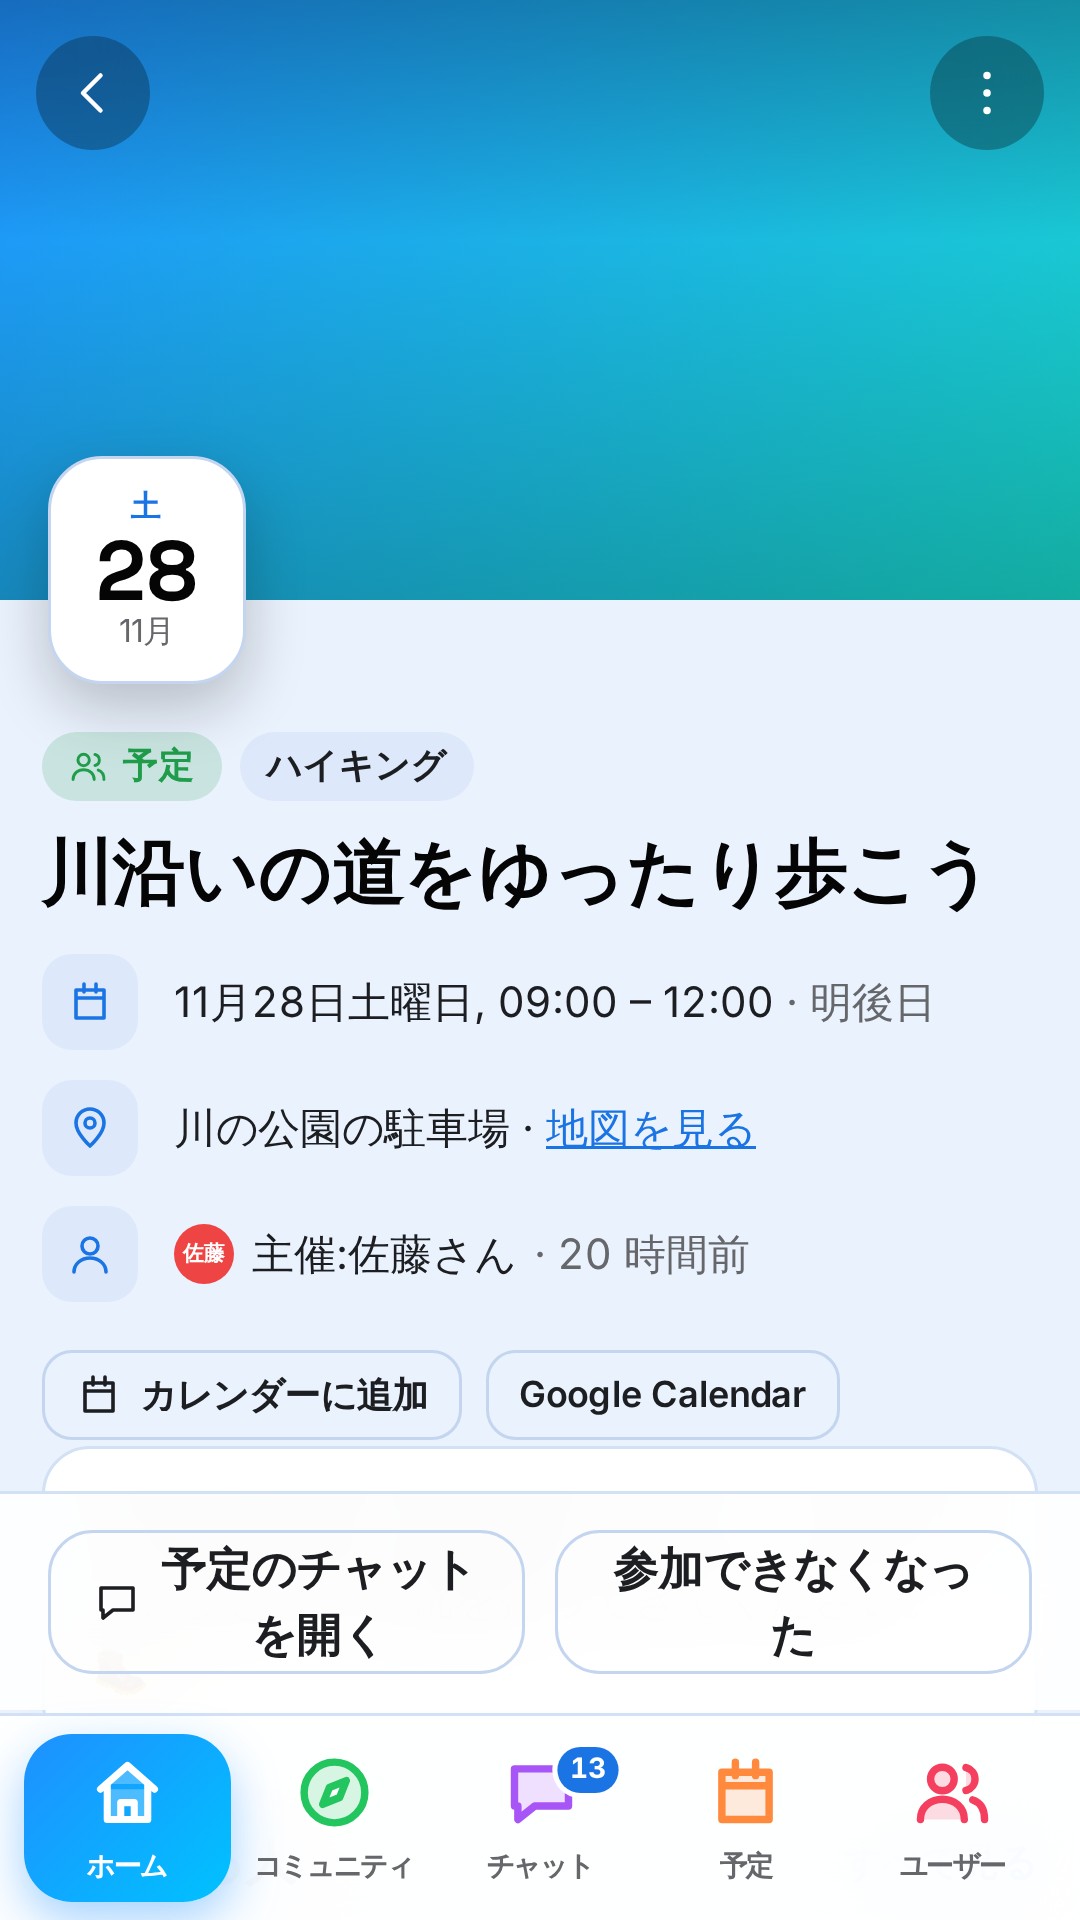 土
28
11月
予定
ハイキング
川沿いの道をゆったり歩こう
11月28日土曜日, 09:00 – 12:00 · 明後日
川の公園の駐車場 · 地図を見る
佐藤 主催:佐藤さん · 20 時間前
カレンダーに追加
Google Calendar
予定のチャット
を開く
参加できなくなっ
た
13
ホーム
コミュニティ
チャット
予定
ユーザー